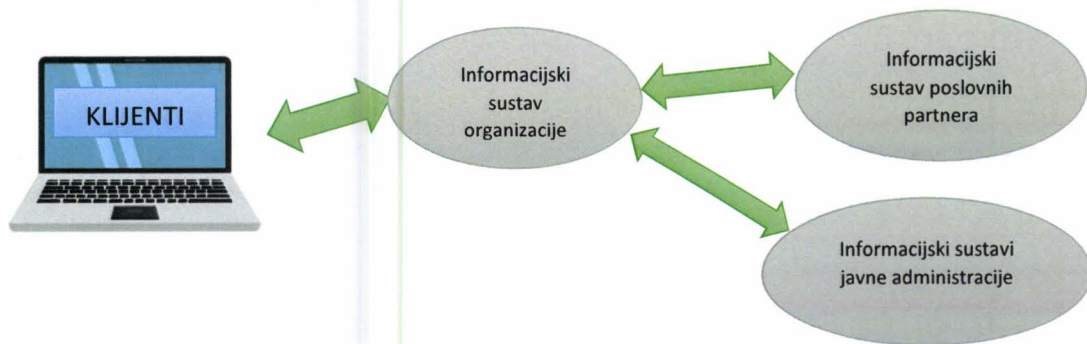 KLIJENTI
Informacijski
sustav
organizacije
Informacijski
sustav poslovnih
partnera
Informacijski sustavi
javne administracije